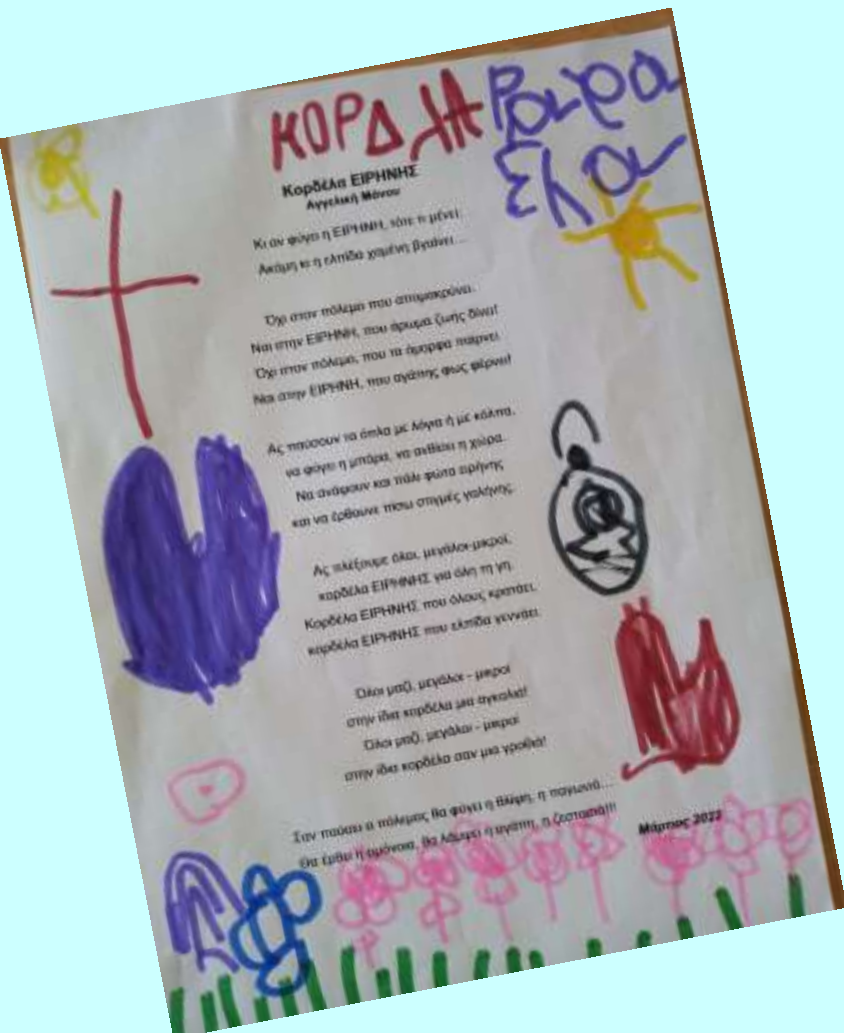 ΚΟΡΔΛΑ
Κορδέλα ΕΙΡΗΝΗΣ
Αγγελική Μάνου
Κι αν φύγει η ΕΙΡΗΝΗ, τότε τι μένει;
Ακόμη κι η ελπίδα χαμένη βγαίνει...
Όχι στον πόλεμο που απομακρύνει.
Ναι στην ΕΙΡΗΝΗ, που άρωμα ζωής δίνει!
Όχι στον πόλεμο, που τα όμορφα παίρνει
Ναι στην ΕΙΡΗΝΗ, που αγάπης φως φέρνει!
Ας παύσουν τα όπλα με λόγια ή με κόλπα,
να φύγει η μπόρα, να ανθίσει η χώρα.
Να ανάψουν και πάλι φώτα ειρήνης
και να έρθουνε πίσω στιγμές γαλήνης.
Ας πλέξουμε όλοι, μεγάλοι-μικροί,
κορδέλα ΕΙΡΗΝΗΣ για όλη τη γη.
Κορδέλα ΕΙΡΗΝΗΣ που όλους κρατάει,
κορδέλα ΕΙΡΗΝΗΣ που ελπίδα γεννάει.
Όλοι μαζί, μεγάλοι - μικροί
στην ίδια κορδέλα μια αγκαλιά!
Όλοι μαζί, μεγάλοι - μικροί
στην ίδια κορδέλα σαν μια γροθιά!
Σαν παύσει ο πόλεμος θα φύγει η θλίψη, η παγωνιά...
Θα έρθει η ομόνοια, θα λάμψει η αγάπη, η ζεστασιά!!!
Μάρτιος 2022